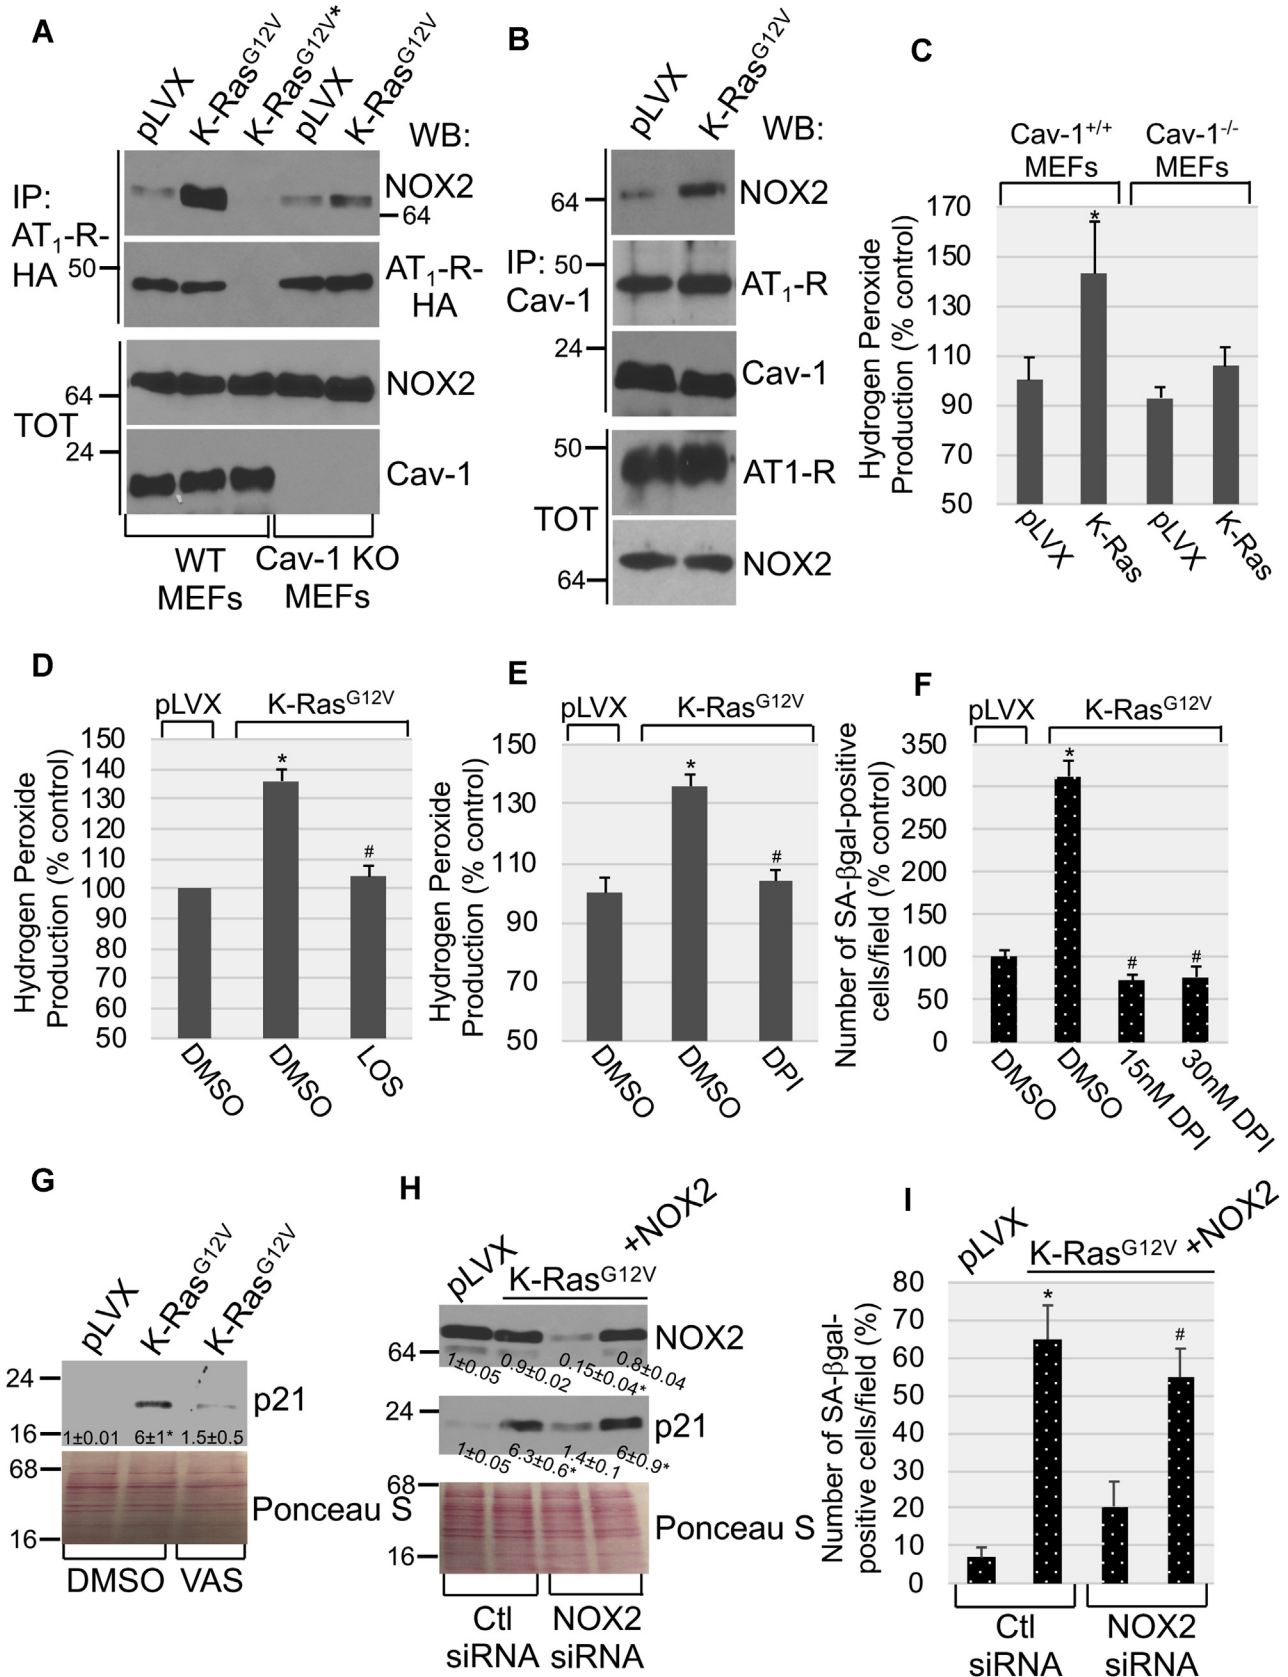 A
pLVX
K-RasG12V
K-RasG12V*
pLVX
K-RasG12V
WB:
IP:
AT1-R-
HA
NOX2
64
50
AT1-R-
HA
TOT
64
NOX2
24
Cav-1
WT
MEFs
Cav-1 KO
MEFs
B
pLVX
K-RasG12V
WB:
64
NOX2
IP:
Cav-1
50
AT1-R
24
Cav-1
TOT
50
AT1-R
64
NOX2
C
Cav-1+/+
MEFs
Cav-1-/-
MEFs
Hydrogen Peroxide
Production (% control)
170
150
130
110
90
70
50
*
pLVX
K-Ras
pLVX
K-Ras
D
pLVX
K-RasG12V
Hydrogen Peroxide
Production (% control)
150
140
130
120
110
100
90
80
70
60
50
*
#
DMSO
DMSO
LOS
E
pLVX
K-RasG12V
Hydrogen Peroxide
Production (% control)
150
130
110
90
70
50
*
#
DMSO
DMSO
DPI
F
pLVX
K-RasG12V
Number of SA-βgal-positive
cells/field (% control)
350
300
250
200
150
100
50
0
*
#
#
DMSO
DMSO
15nM DPI
30nM DPI
G
pLVX
K-RasG12V
K-RasG12V
24
16
p21
1±0.01
6±1*
1.5±0.5
68
16
Ponceau S
DMSO
VAS
H
pLVX
K-RasG12V
+NOX2
64
NOX2
1±0.05
0.9±0.02
0.15±0.04*
0.8±0.04
24
p21
1±0.05
6.3±0.6*
1.4±0.1
6±0.9*
68
16
Ponceau S
Ctl
siRNA
NOX2
siRNA
I
pLVX
K-RasG12V
+NOX2
Number of SA-βgal-
positive cells/field (%)
80
70
60
50
40
30
20
10
0
*
#
Ctl
siRNA
NOX2
siRNA